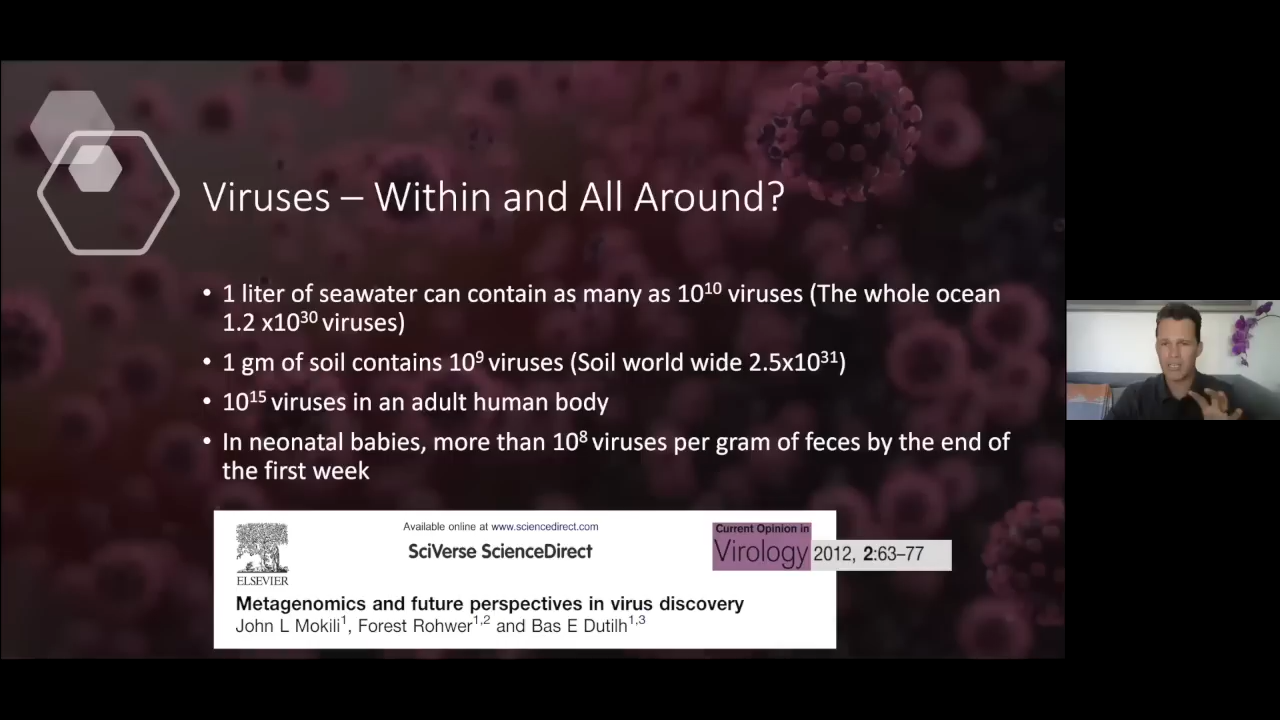 Viruses – Within and All Around?
• 1 liter of seawater can contain as many as 10¹⁰ viruses (The whole ocean
1.2 x10³⁰ viruses)
• 1 gm of soil contains 10⁹ viruses (Soil world wide 2.5x10³¹)
• 10¹⁵ viruses in an adult human body
• In neonatal babies, more than 10⁸ viruses per gram of feces by the end of
the first week
Available online at www.sciencedirect.com
SciVerse ScienceDirect
ELSEVIER
Current Opinion in
Virology 2012, 2:63–77
Metagenomics and future perspectives in virus discovery
John L Mokili¹, Forest Rohwer¹,² and Bas E Dutilh¹,³